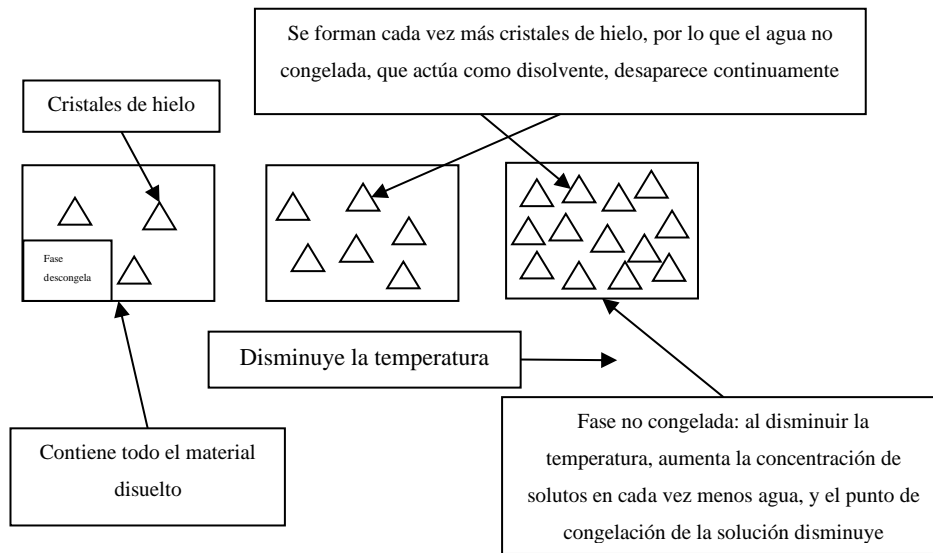 Se forman cada vez más cristales de hielo, por lo que el agua no
congelada, que actúa como disolvente, desaparece continuamente
Cristales de hielo
Fase
descongela
Disminuye la temperatura
Contiene todo el material
disuelto
Fase no congelada: al disminuir la
temperatura, aumenta la concentración de
solutos en cada vez menos agua, y el punto de
congelación de la solución disminuye